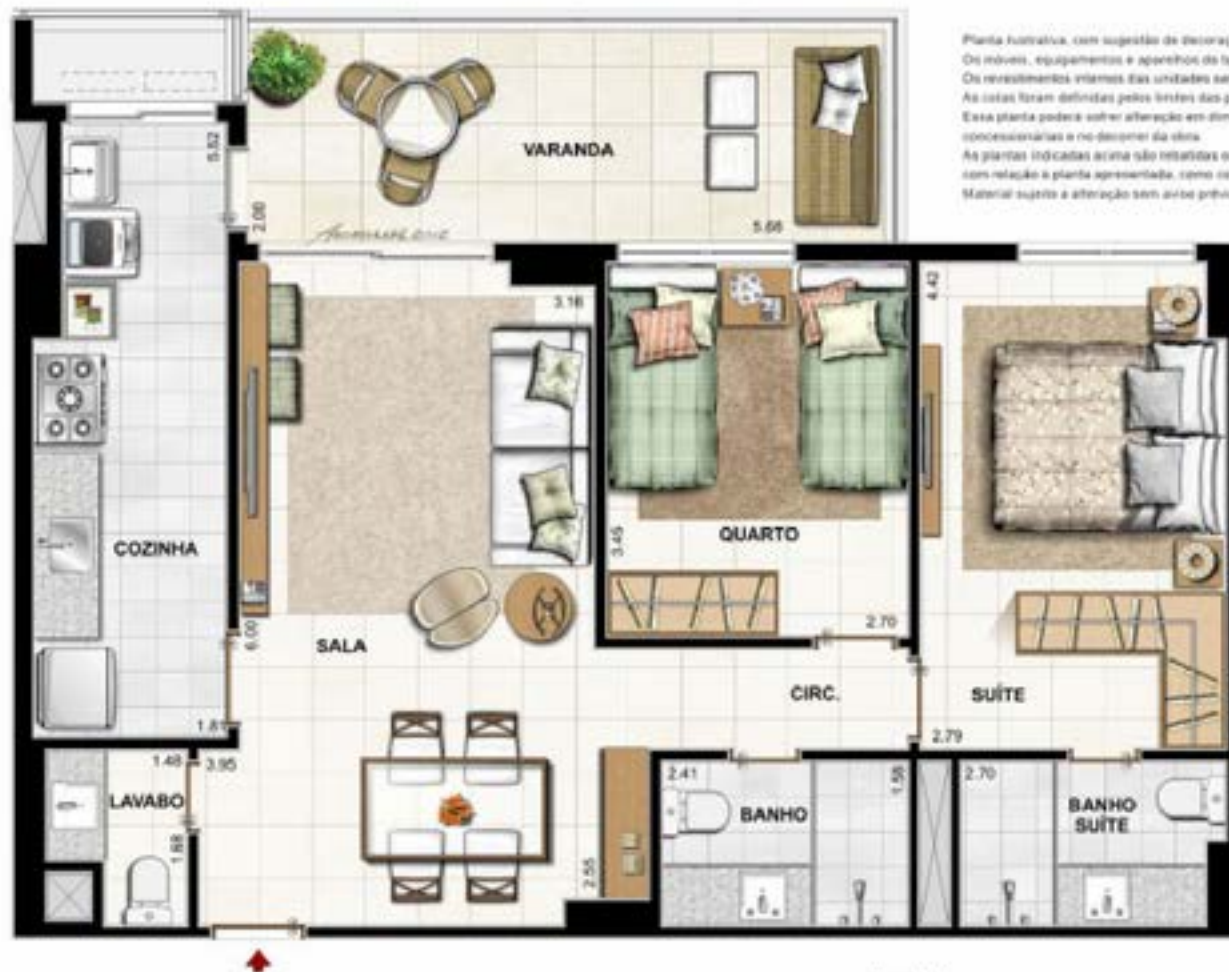 Planta ilustrativa, com sugestão de decoraç
Os móveis, equipamentos e aparelhos de
Os revestimentos internos das unidades
As cotas foram definidas pelos limites das
Essa planta poderá sofrer alteração em
concessionárias e no decorrer da obra.
As plantas indicadas acima são rebatidas
com relação à planta apresentada, como
Material sujeito a alteração sem aviso
VARANDA
5.52
2.00
5.66
3.16
4.42
COZINHA
QUARTO
3.45
2.70
6.00
SALA
CIRC.
SUÍTE
1.81
2.79
1.48
3.95
2.41
1.58
2.70
LAVABO
1.68
BANHO
BANHO
SUÍTE
2.55